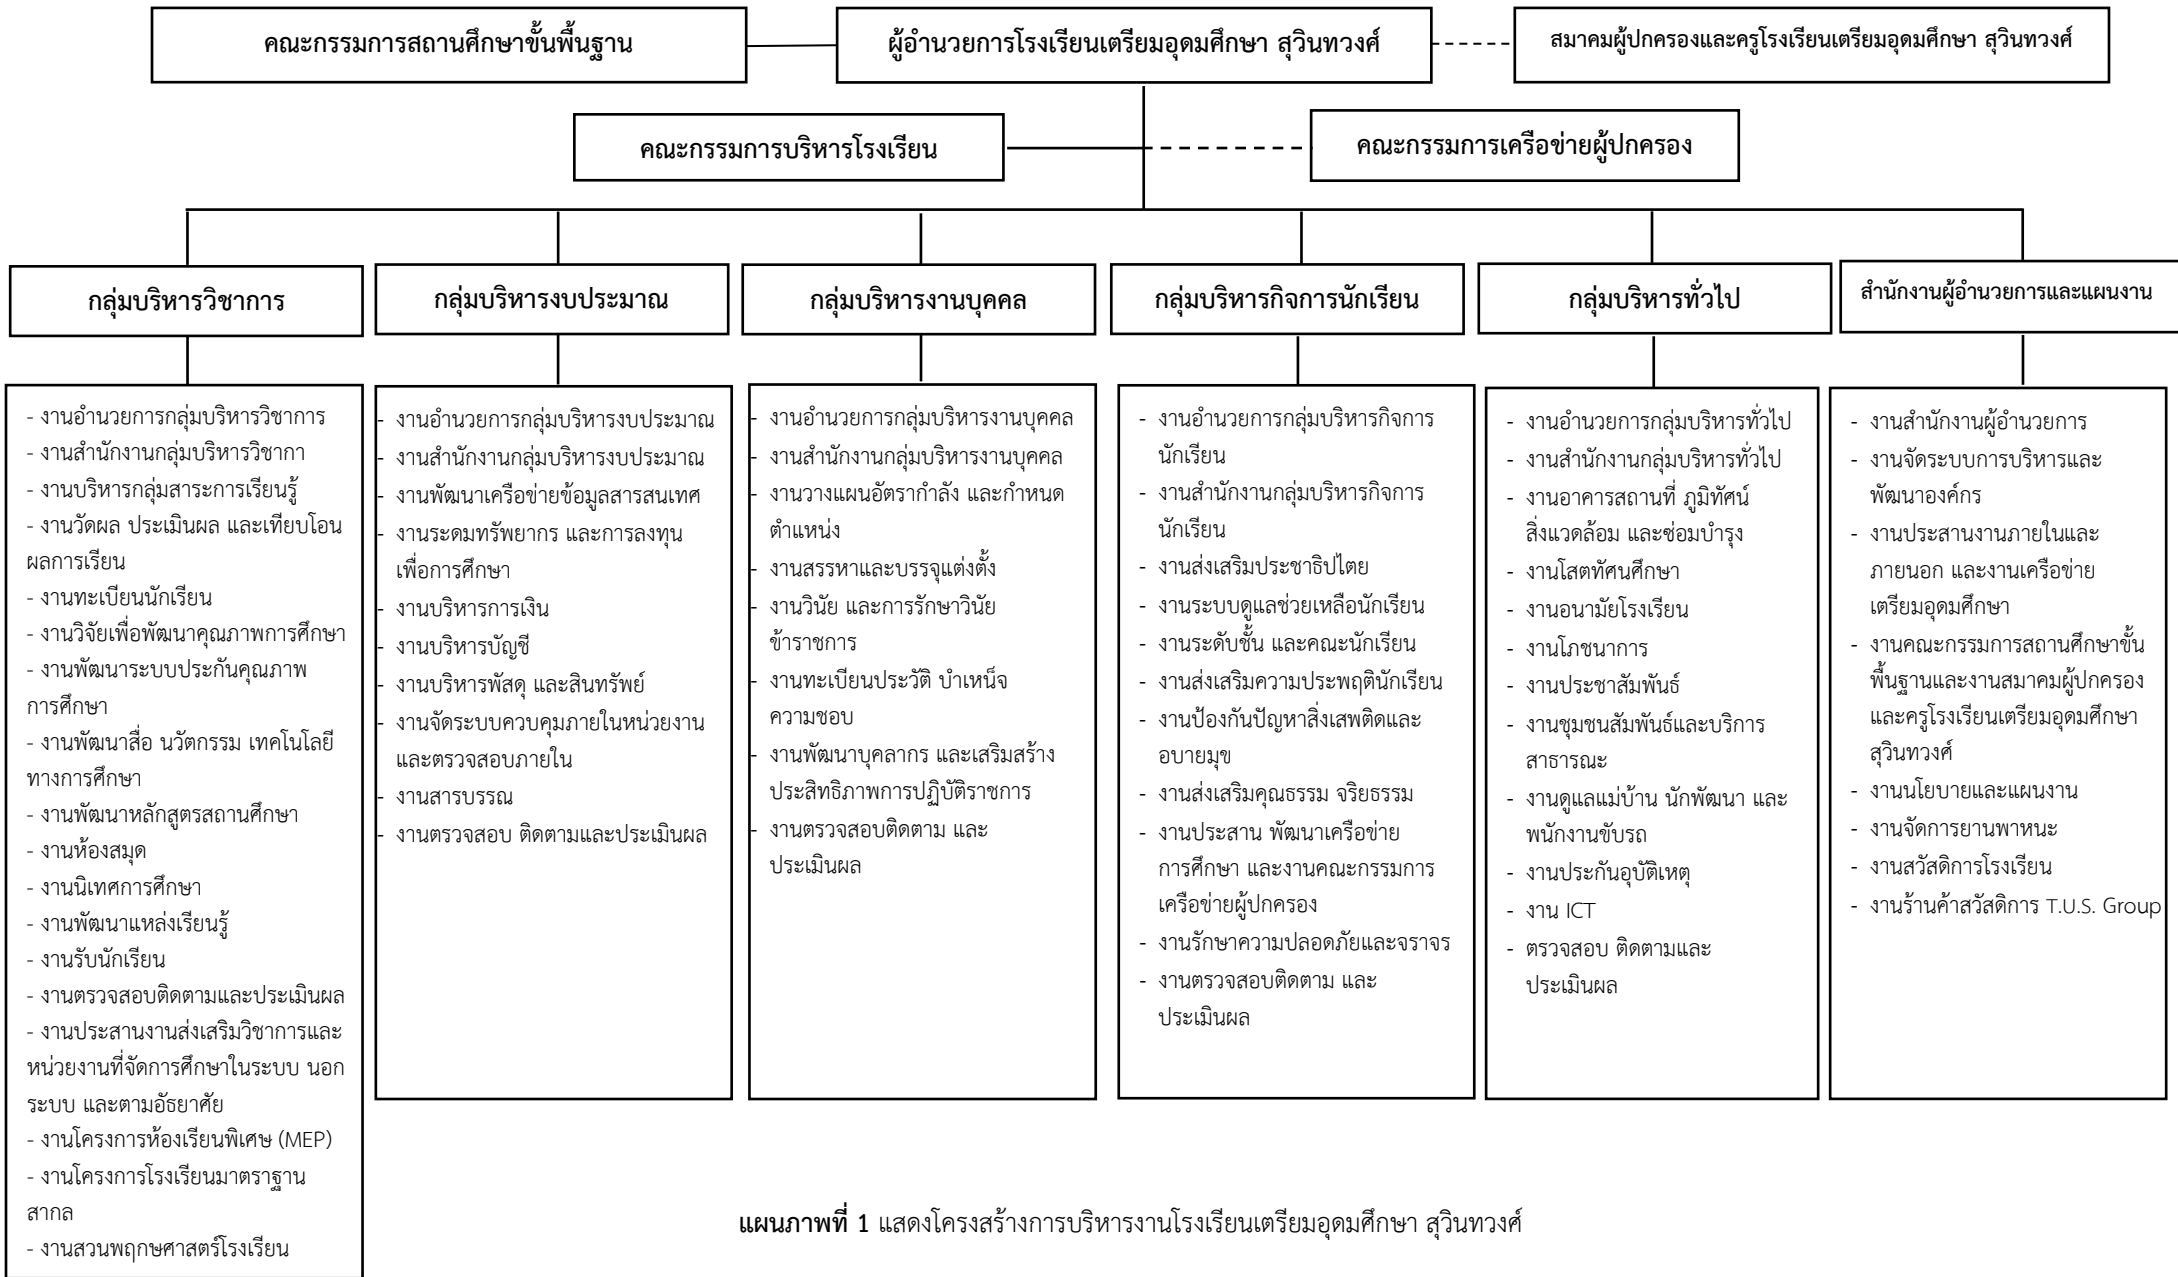 คณะกรรมการสถานศึกษาขั้นพื้นฐาน
ผู้อำนวยการโรงเรียนเตรียมอุดมศึกษา สุวินทวงศ์
สมาคมผู้ปกครองและครูโรงเรียนเตรียมอุดมศึกษา สุวินทวงศ์
คณะกรรมการบริหารโรงเรียน
คณะกรรมการเครือข่ายผู้ปกครอง
กลุ่มบริหารวิชาการ
- งานอำนวยการกลุ่มบริหารวิชาการ
- งานสำนักงานกลุ่มบริหารวิชากา
- งานบริหารกลุ่มสาระการเรียนรู้
- งานวัดผล ประเมินผล และเทียบโอน
ผลการเรียน
- งานทะเบียนนักเรียน
- งานวิจัยเพื่อพัฒนาคุณภาพการศึกษา
- งานพัฒนาระบบประกันคุณภาพ
การศึกษา
- งานพัฒนาสื่อ นวัตกรรม เทคโนโลยี
ทางการศึกษา
- งานพัฒนาหลักสูตรสถานศึกษา
- งานห้องสมุด
- งานนิเทศการศึกษา
- งานพัฒนาแหล่งเรียนรู้
- งานรับนักเรียน
- งานตรวจสอบติดตามและประเมินผล
- งานประสานงานส่งเสริมวิชาการและ
หน่วยงานที่จัดการศึกษาในระบบ นอก
ระบบ และตามอัธยาศัย
- งานโครงการห้องเรียนพิเศษ (MEP)
- งานโครงการโรงเรียนมาตราฐาน
สากล
- งานสวนพฤกษศาสตร์โรงเรียน
กลุ่มบริหารงบประมาณ
- งานอำนวยการกลุ่มบริหารงบประมาณ
- งานสำนักงานกลุ่มบริหารงบประมาณ
- งานพัฒนาเครือข่ายข้อมูลสารสนเทศ
- งานระดมทรัพยากร และการลงทุน
เพื่อการศึกษา
- งานบริหารการเงิน
- งานบริหารบัญชี
- งานบริหารพัสดุ และสินทรัพย์
- งานจัดระบบควบคุมภายในหน่วยงาน
และตรวจสอบภายใน
- งานสารบรรณ
- งานตรวจสอบ ติดตามและประเมินผล
กลุ่มบริหารงานบุคคล
- งานอำนวยการกลุ่มบริหารงานบุคคล
- งานสำนักงานกลุ่มบริหารงานบุคคล
- งานวางแผนอัตรากำลัง และกำหนด
ตำแหน่ง
- งานสรรหาและบรรจุแต่งตั้ง
- งานวินัย และการรักษาวินัย
ข้าราชการ
- งานทะเบียนประวัติ บำเหน็จ
ความชอบ
- งานพัฒนาบุคลากร และเสริมสร้าง
ประสิทธิภาพการปฏิบัติราชการ
- งานตรวจสอบติดตาม และ
ประเมินผล
กลุ่มบริหารกิจการนักเรียน
- งานอำนวยการกลุ่มบริหารกิจการ
นักเรียน
- งานสำนักงานกลุ่มบริหารกิจการ
นักเรียน
- งานส่งเสริมประชาธิปไตย
- งานระบบดูแลช่วยเหลือนักเรียน
- งานระดับชั้น และคณะนักเรียน
- งานส่งเสริมความประพฤตินักเรียน
- งานป้องกันปัญหาสิ่งเสพติดและ
อบายมุข
- งานส่งเสริมคุณธรรม จริยธรรม
- งานประสาน พัฒนาเครือข่าย
การศึกษา และงานคณะกรรมการ
เครือข่ายผู้ปกครอง
- งานรักษาความปลอดภัยและจราจร
- งานตรวจสอบติดตาม และ
ประเมินผล
กลุ่มบริหารทั่วไป
- งานอำนวยการกลุ่มบริหารทั่วไป
- งานสำนักงานกลุ่มบริหารทั่วไป
- งานอาคารสถานที่ ภูมิทัศน์
สิ่งแวดล้อม และซ่อมบำรุง
- งานโสตทัศนศึกษา
- งานอนามัยโรงเรียน
- งานโภชนาการ
- งานประชาสัมพันธ์
- งานชุมชนสัมพันธ์และบริการ
สาธารณะ
- งานดูแลแม่บ้าน นักพัฒนา และ
พนักงานขับรถ
- งานประกันอุบัติเหตุ
- งาน ICT
- ตรวจสอบ ติดตามและ
ประเมินผล
สำนักงานผู้อำนวยการและแผนงาน
- งานสำนักงานผู้อำนวยการ
- งานจัดระบบการบริหารและ
พัฒนาองค์กร
- งานประสานงานภายในและ
ภายนอก และงานเครือข่าย
เตรียมอุดมศึกษา
- งานคณะกรรมการสถานศึกษาขั้น
พื้นฐานและงานสมาคมผู้ปกครอง
และครูโรงเรียนเตรียมอุดมศึกษา
สุวินทวงศ์
- งานนโยบายและแผนงาน
- งานจัดการยานพาหนะ
- งานสวัสดิการโรงเรียน
- งานร้านค้าสวัสดิการ T.U.S. Group
แผนภาพที่ 1 แสดงโครงสร้างการบริหารงานโรงเรียนเตรียมอุดมศึกษา สุวินทวงศ์